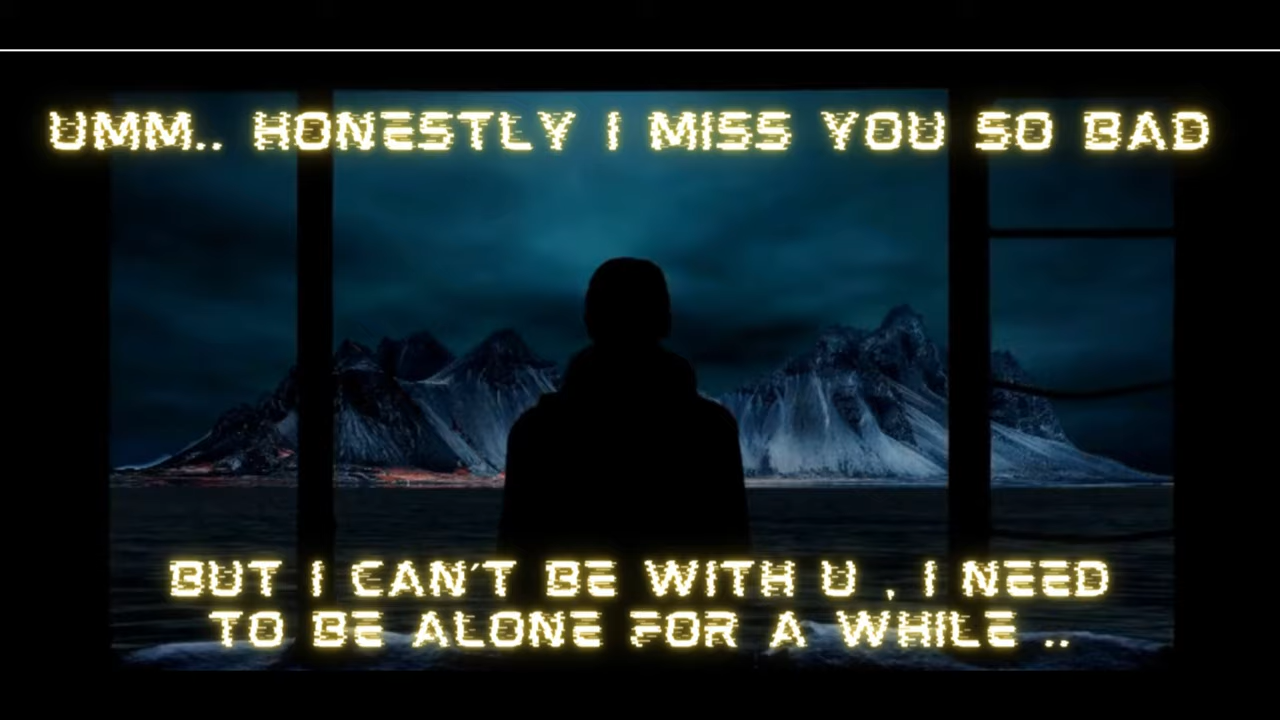 UMM.. HONESTLY I MISS YOU SO BAD
BUT I CAN'T BE WITH U , I NEED
TO BE ALONE FOR A WHILE ..